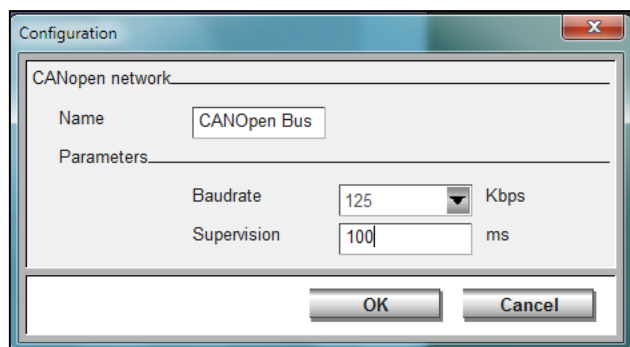 Configuration
CANopen network
Name CANOpen Bus
Parameters
Baudrate 125 Kbps
Supervision 100 ms
OK Cancel